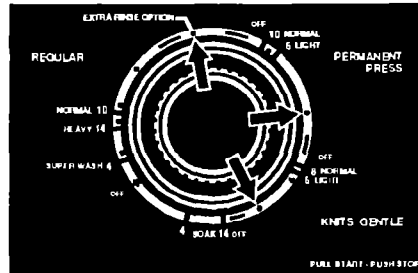 EXTRA RINSE OPTION
OFF
10 NORMAL
6 LIGHT
REGULAR
PERMANENT
PRESS
NORMAL 10
HEAVY 14
SUPER WASH 4
OFF
OFF
8 NORMAL
6 LIGHT
KNITS GENTLE
4 SOAK 14 OFF
PULL START - PUSH STOP